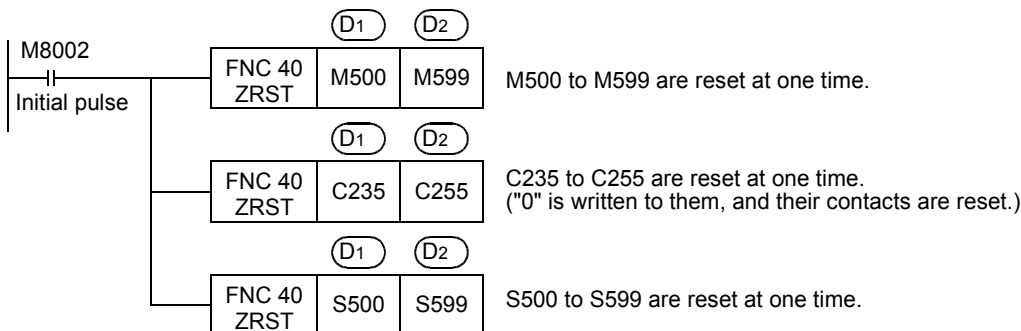 D1 D2
M8002
Initial pulse
FNC 40
ZRST
M500 M599
M500 to M599 are reset at one time.
D1 D2
FNC 40
ZRST
C235 C255
C235 to C255 are reset at one time.
("0" is written to them, and their contacts are reset.)
D1 D2
FNC 40
ZRST
S500 S599
S500 to S599 are reset at one time.